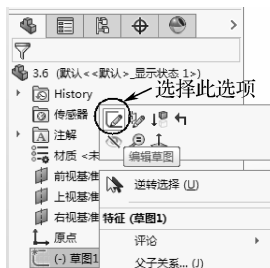 3.6 (默认<<默认>_显示状态 1>)
History
选择此选项
传感器
注解
材质 <未
编辑草图
前视基准
上视基准
逆转选择 (U)
右视基准
特征 (草图1)
原点
评论
(-) 草图1
父子关系... (J)